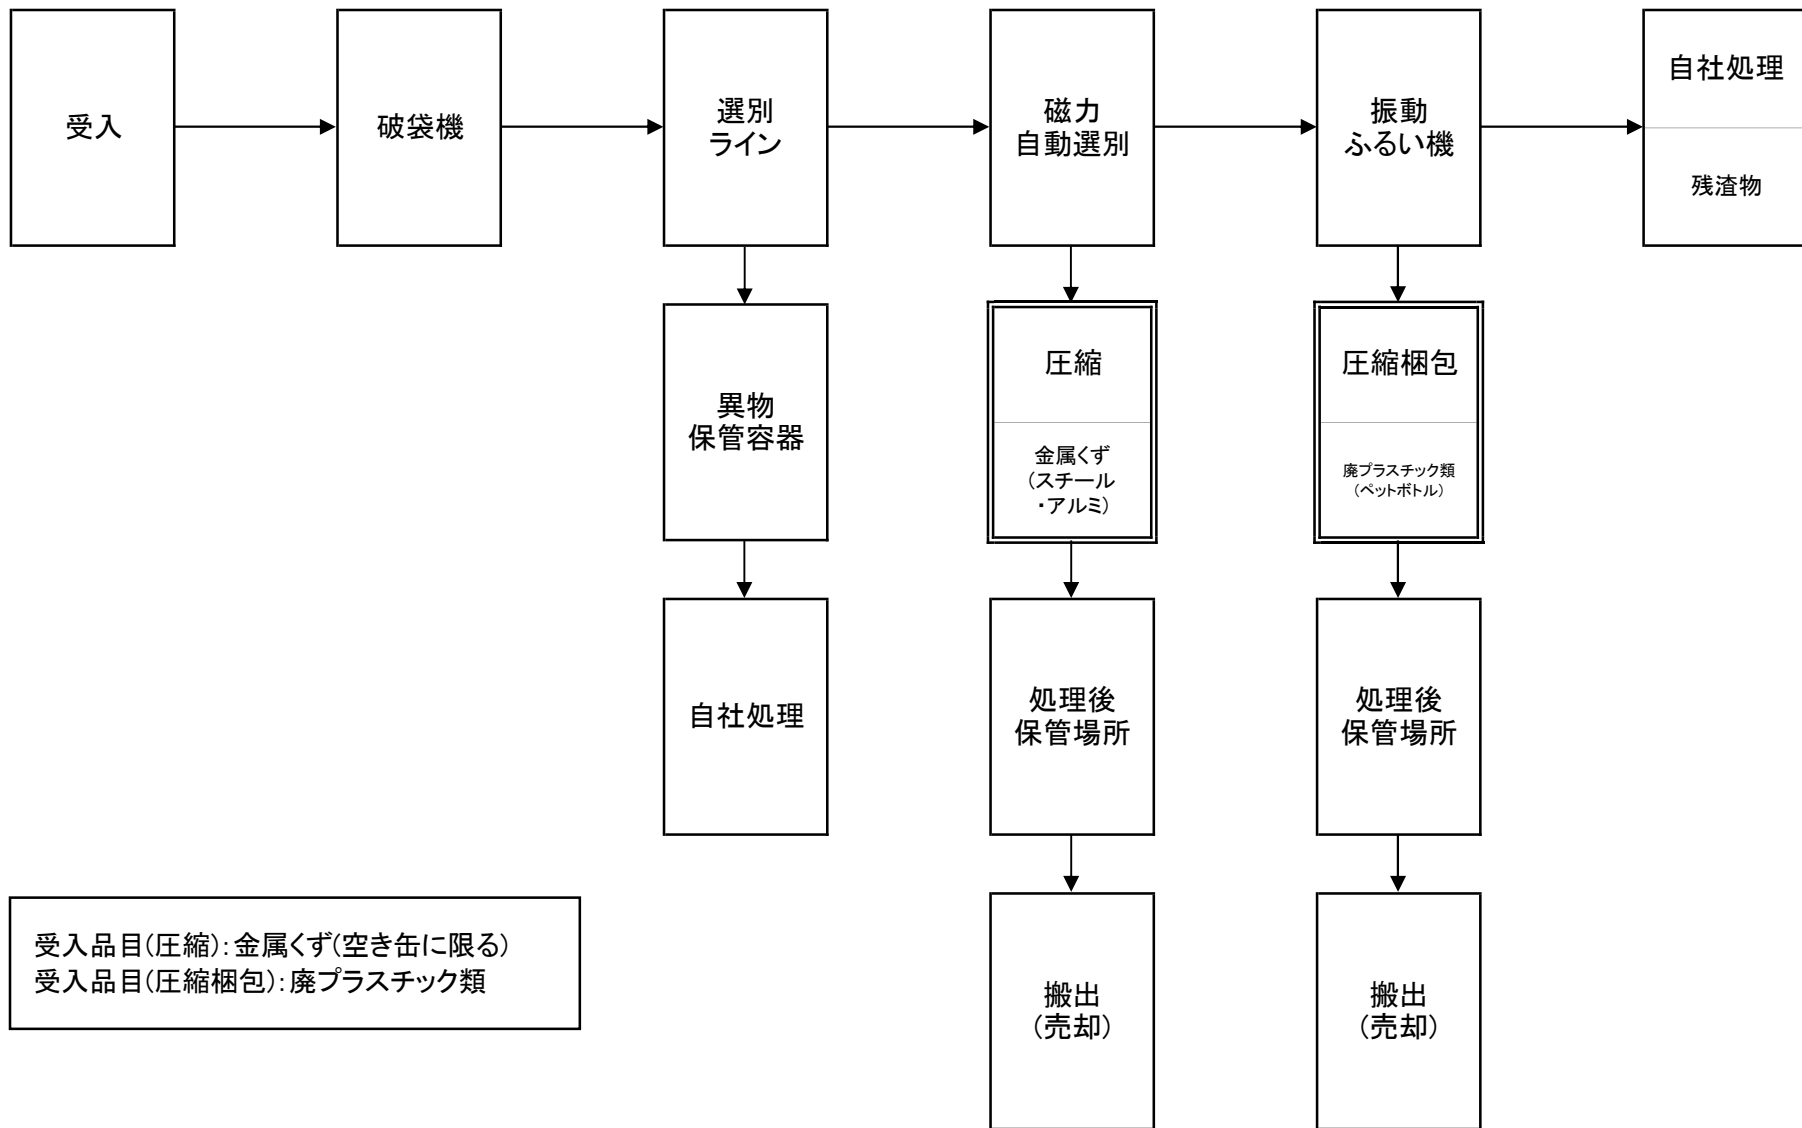 受入
破袋機
選別
ライン
磁力
自動選別
振動
ふるい機
自社処理
残渣物
異物
保管容器
圧縮
金属くず
(スチール
・アルミ)
圧縮梱包
廃プラスチック類
(ペットボトル)
自社処理
処理後
保管場所
処理後
保管場所
搬出
(売却)
搬出
(売却)
受入品目(圧縮):金属くず(空き缶に限る)
受入品目(圧縮梱包):廃プラスチック類